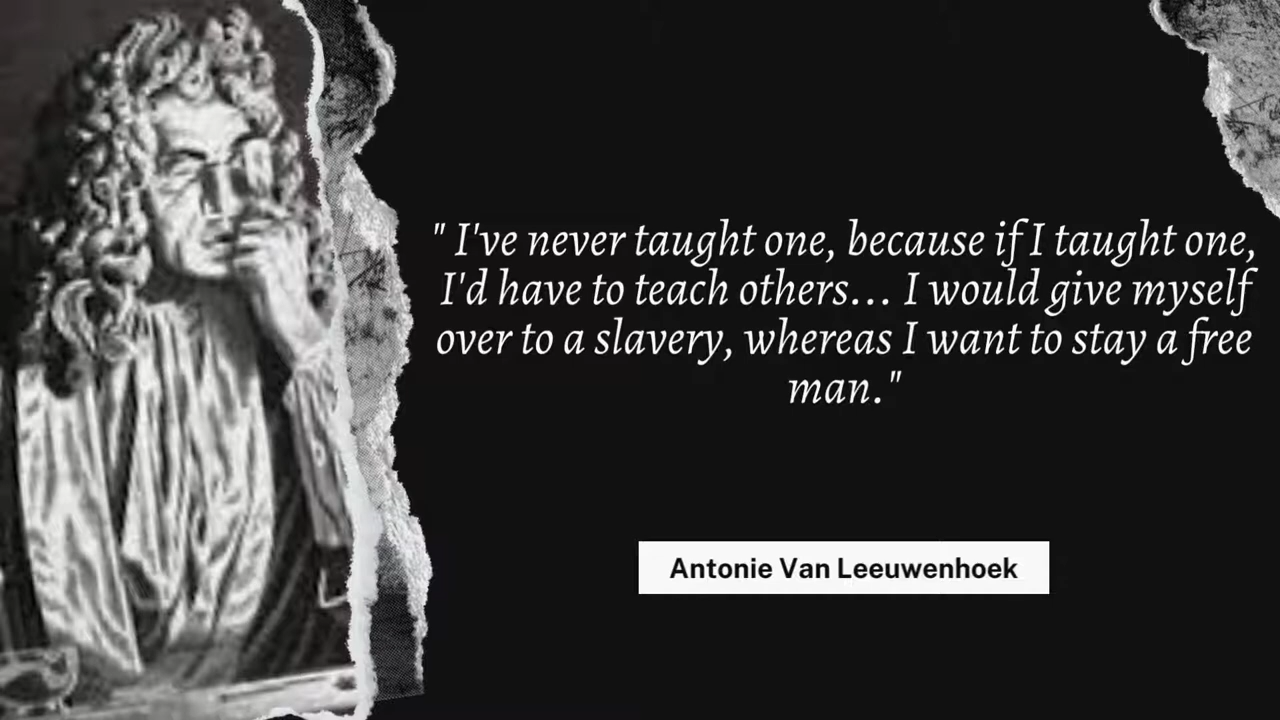 " I've never taught one, because if I taught one,
I'd have to teach others... I would give myself
over to a slavery, whereas I want to stay a free
man."
Antonie Van Leeuwenhoek